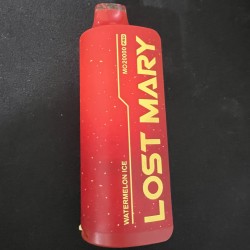 LOST MARY
MO20000 PRO
WATERMELON ICE